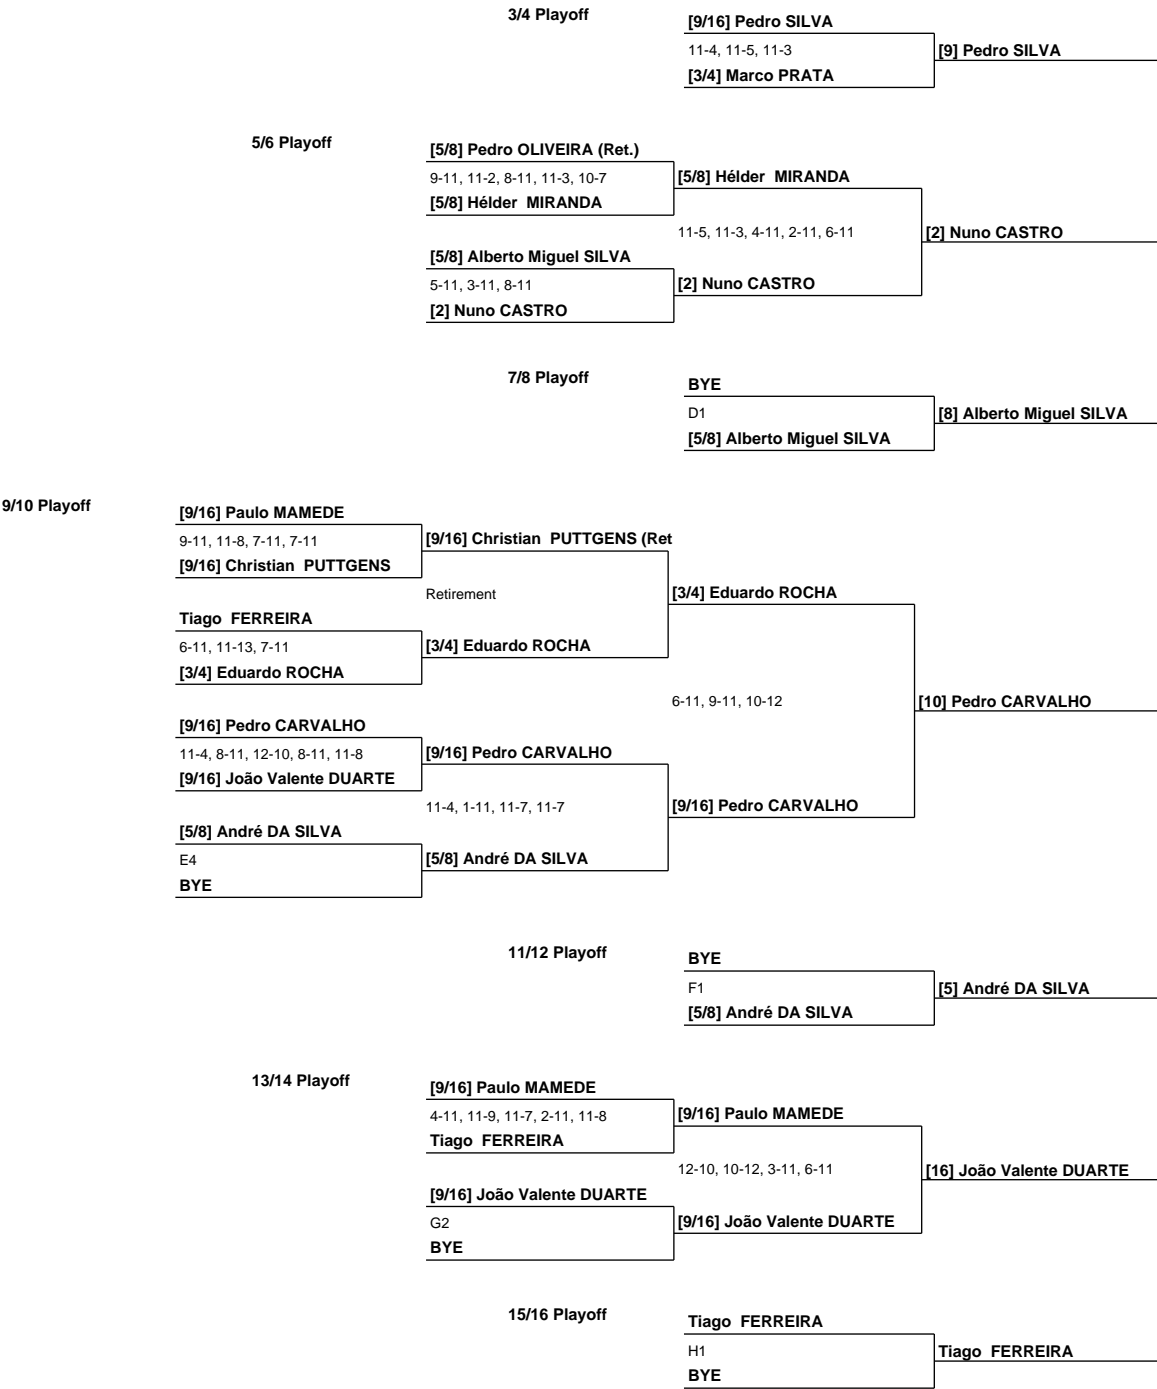 3/4 Playoff
[9/16] Pedro SILVA
11-4, 11-5, 11-3
[9] Pedro SILVA
[3/4] Marco PRATA
5/6 Playoff
[5/8] Pedro OLIVEIRA (Ret.)
9-11, 11-2, 8-11, 11-3, 10-7
[5/8] Hélder MIRANDA
[5/8] Hélder MIRANDA
11-5, 11-3, 4-11, 2-11, 6-11
[2] Nuno CASTRO
[5/8] Alberto Miguel SILVA
5-11, 3-11, 8-11
[2] Nuno CASTRO
[2] Nuno CASTRO
7/8 Playoff
BYE
D1
[8] Alberto Miguel SILVA
[5/8] Alberto Miguel SILVA
9/10 Playoff
[9/16] Paulo MAMEDE
9-11, 11-8, 7-11, 7-11
[9/16] Christian PUTTGENS (Ret
[9/16] Christian PUTTGENS
Retirement
[3/4] Eduardo ROCHA
Tiago FERREIRA
6-11, 11-13, 7-11
[3/4] Eduardo ROCHA
[3/4] Eduardo ROCHA
6-11, 9-11, 10-12
[10] Pedro CARVALHO
[9/16] Pedro CARVALHO
11-4, 8-11, 12-10, 8-11, 11-8
[9/16] Pedro CARVALHO
[9/16] João Valente DUARTE
11-4, 1-11, 11-7, 11-7
[9/16] Pedro CARVALHO
[5/8] André DA SILVA
E4
[5/8] André DA SILVA
BYE
11/12 Playoff
BYE
F1
[5] André DA SILVA
[5/8] André DA SILVA
13/14 Playoff
[9/16] Paulo MAMEDE
4-11, 11-9, 11-7, 2-11, 11-8
[9/16] Paulo MAMEDE
Tiago FERREIRA
12-10, 10-12, 3-11, 6-11
[16] João Valente DUARTE
[9/16] João Valente DUARTE
G2
[9/16] João Valente DUARTE
BYE
15/16 Playoff
Tiago FERREIRA
H1
Tiago FERREIRA
BYE